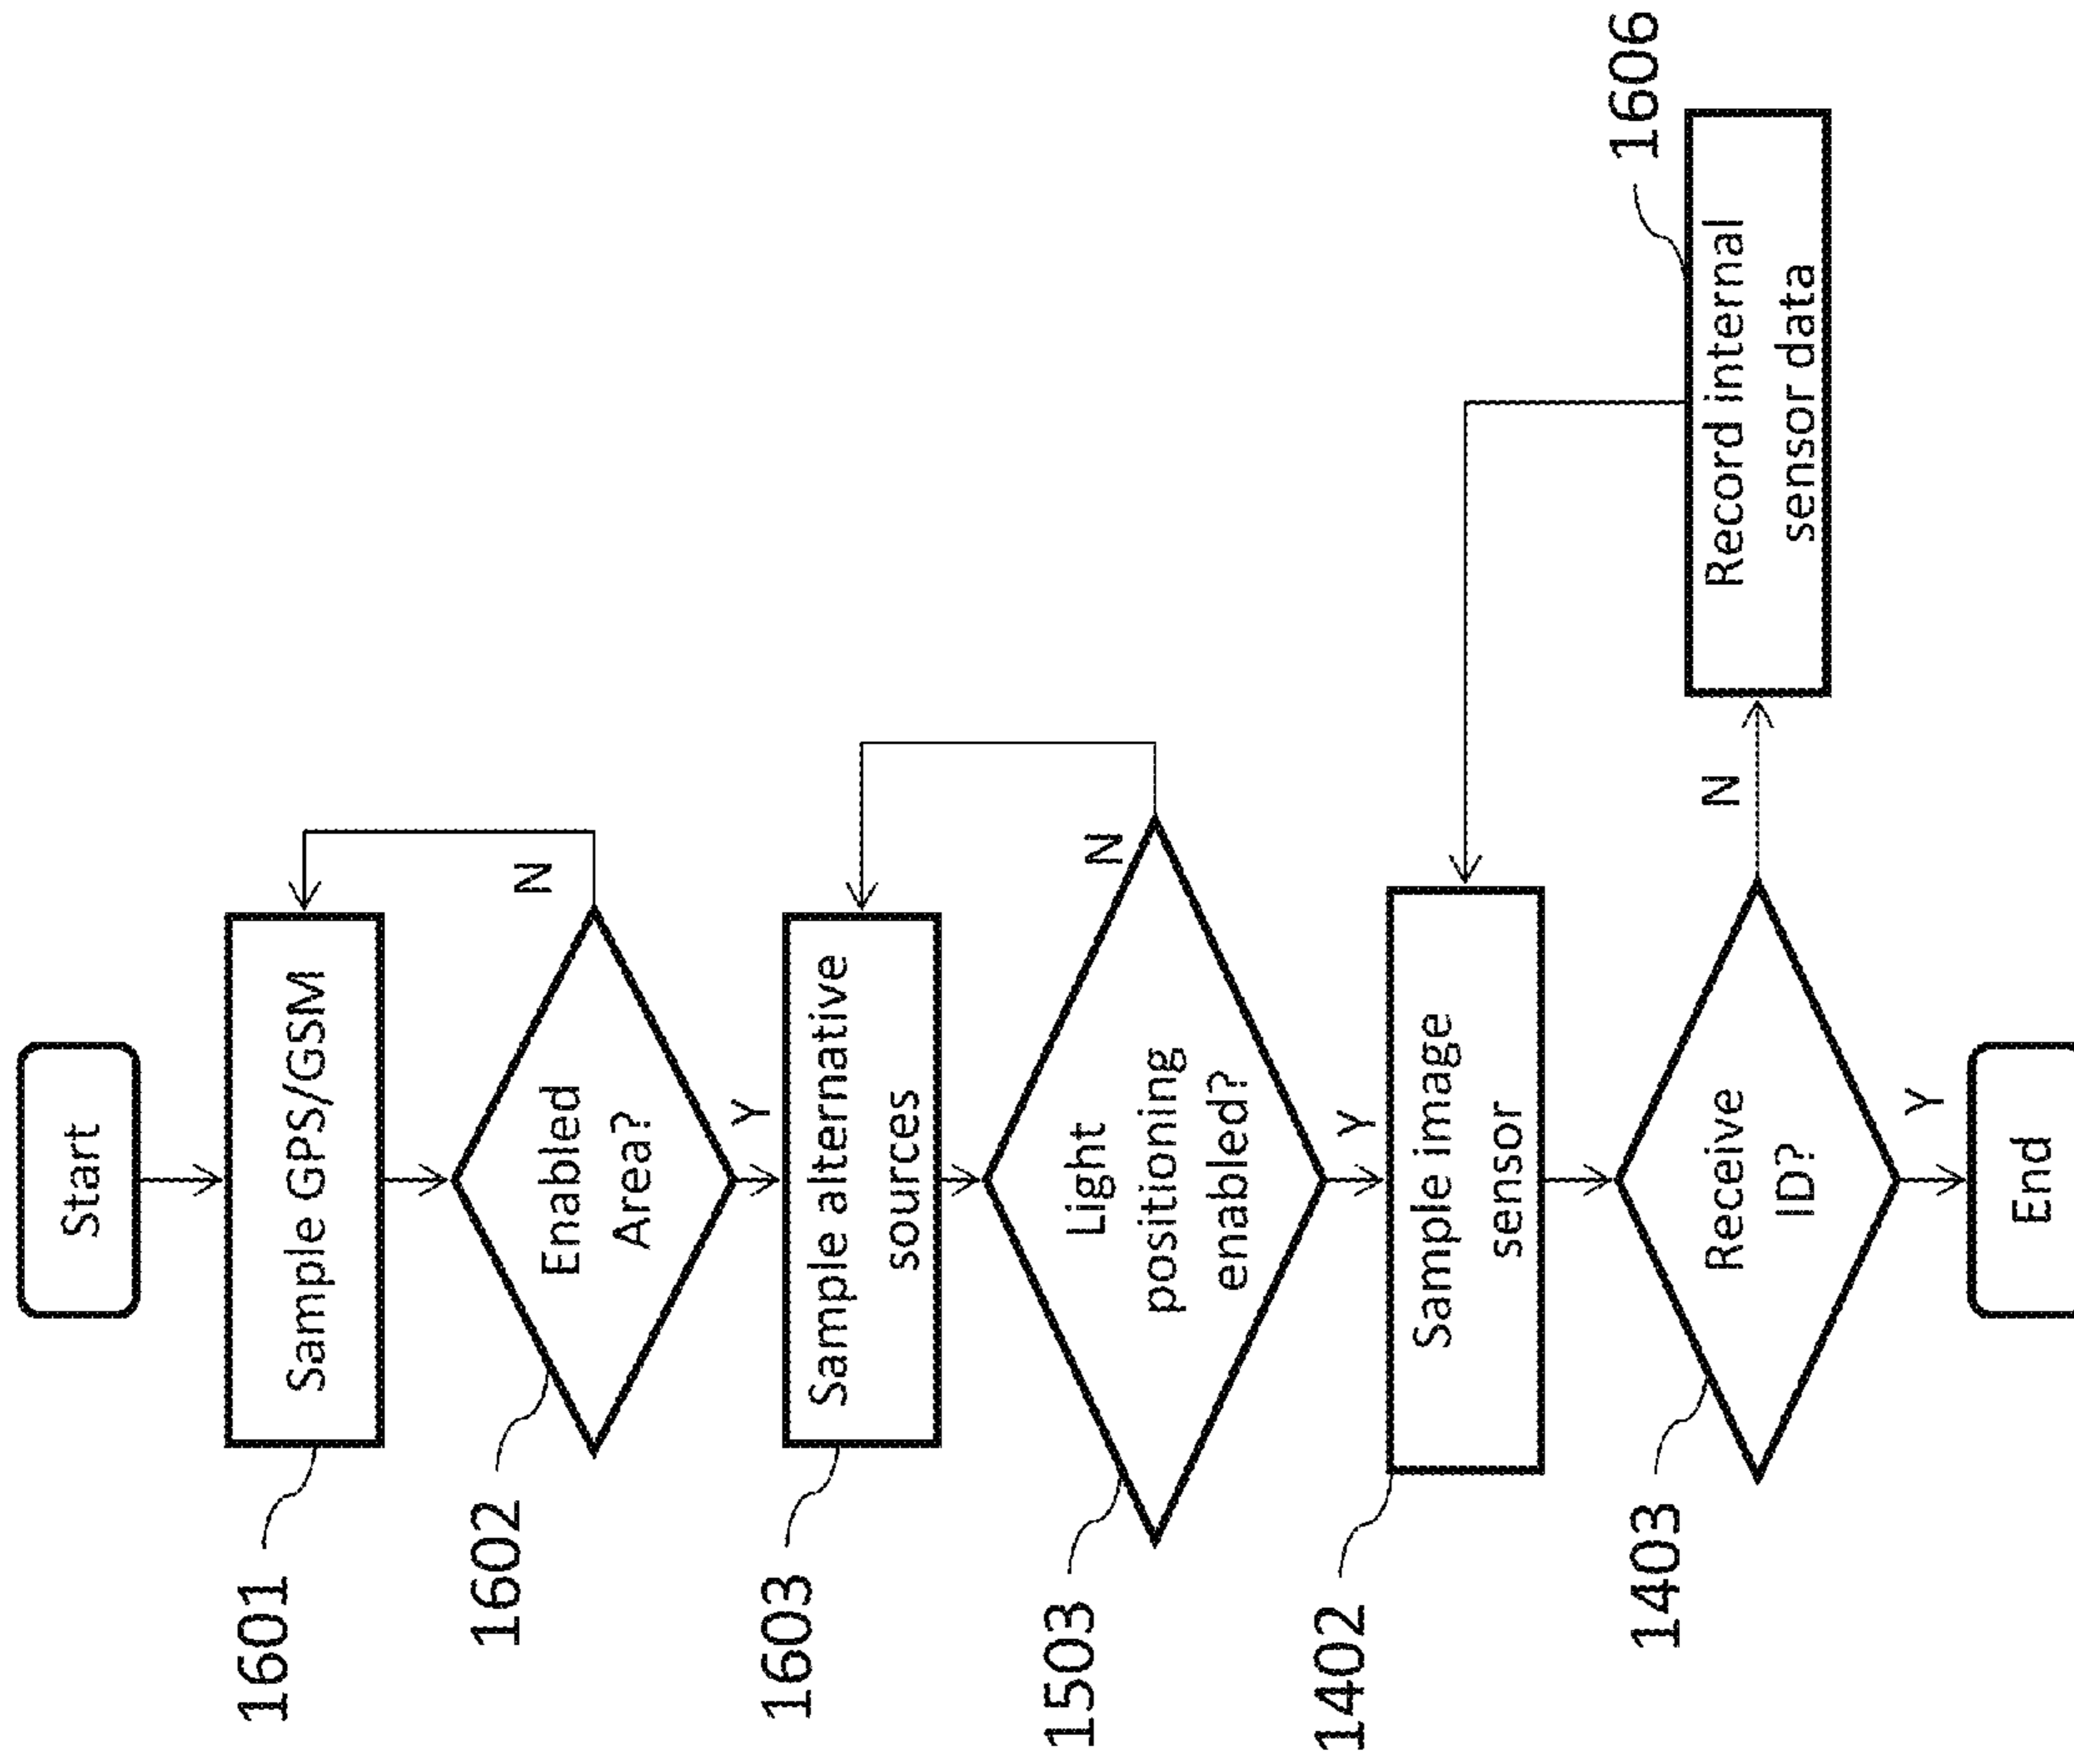 Start
1601
Sample GPS/GSM
1602
Enabled
Area?
N
Y
1603
Sample alternative
sources
1503
Light
positioning
enabled?
N
Y
1402
Sample image
sensor
1403
Receive
ID?
N
1606
Record internal
sensor data
Y
End